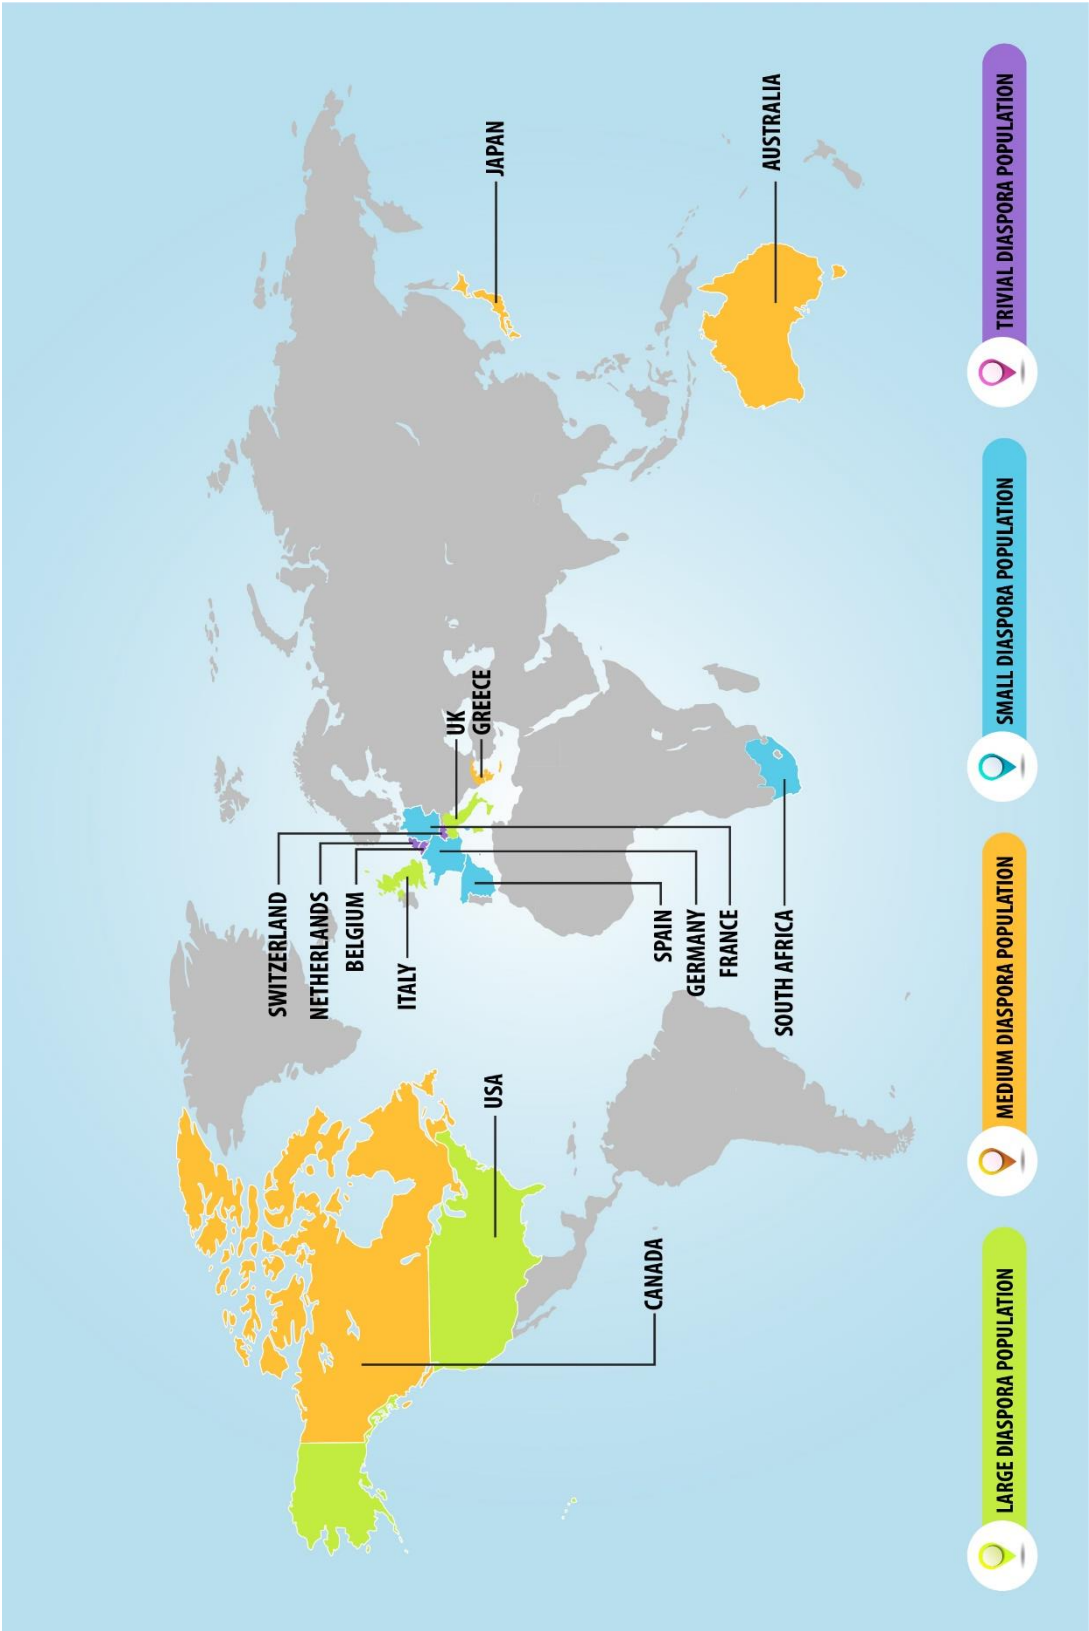 CANADA
USA
SWITZERLAND
NETHERLANDS
BELGIUM
ITALY
SPAIN
GERMANY
FRANCE
SOUTH AFRICA
UK
GREECE
JAPAN
AUSTRALIA
LARGE DIASPORA POPULATION
MEDIUM DIASPORA POPULATION
SMALL DIASPORA POPULATION
TRIVIAL DIASPORA POPULATION